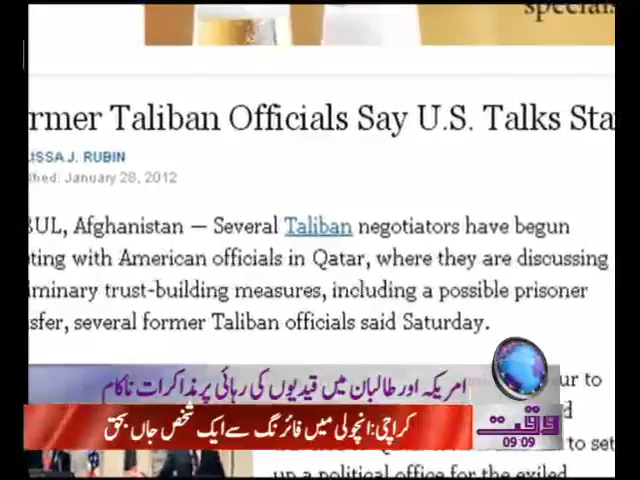 specials
rmer Taliban Officials Say U.S. Talks Sta
ISSA J. RUBIN
hed: January 28, 2012
BUL, Afghanistan — Several Taliban negotiators have begun
ting with American officials in Qatar, where they are discussing
iminary trust-building measures, including a possible prisoner
sfer, several former Taliban officials said Saturday.
امریکہ اور طالبان میں قیدیوں کی رہائی پر مذاکرات ناکام
ur to
کراچی:انچولی میں فائرنگ سے ایک شخص جاں بحق
وقت
09:09
to set
up a political office for the exiled